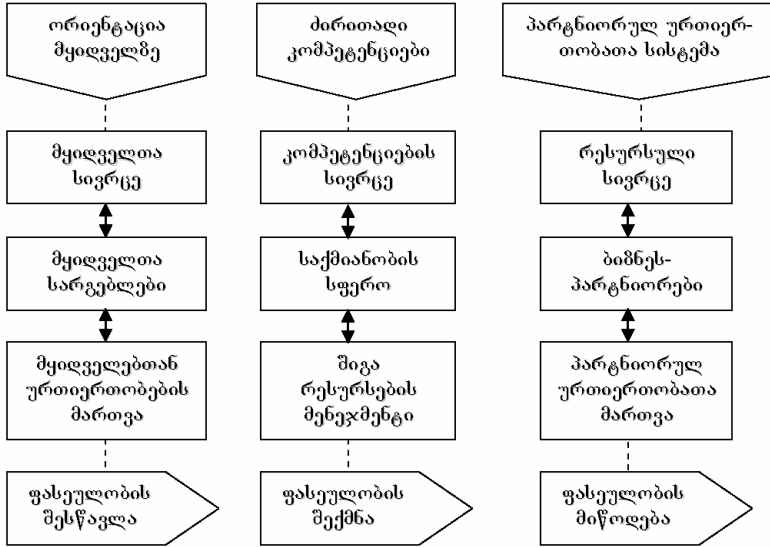 ორიენტაცია
მყიდველზე
ძირითადი
კომპეტენციები
პარტნიორულ ურთიერ-
თობათა სისტემა
მყიდველთა
სივრცე
კომპეტენციების
სივრცე
რესურსული
სივრცე
მყიდველთა
სარგებლები
საქმიანობის
სფერო
ბიზნეს-
პარტნიორები
მყიდველებთან
ურთიერთობების
მართვა
შიგა
რესურსების
მენეჯმენტი
პარტნიორულ
ურთიერთობათა
მართვა
ფასეულობის
შესწავლა
ფასეულობის
შექმნა
ფასეულობის
მიწოდება